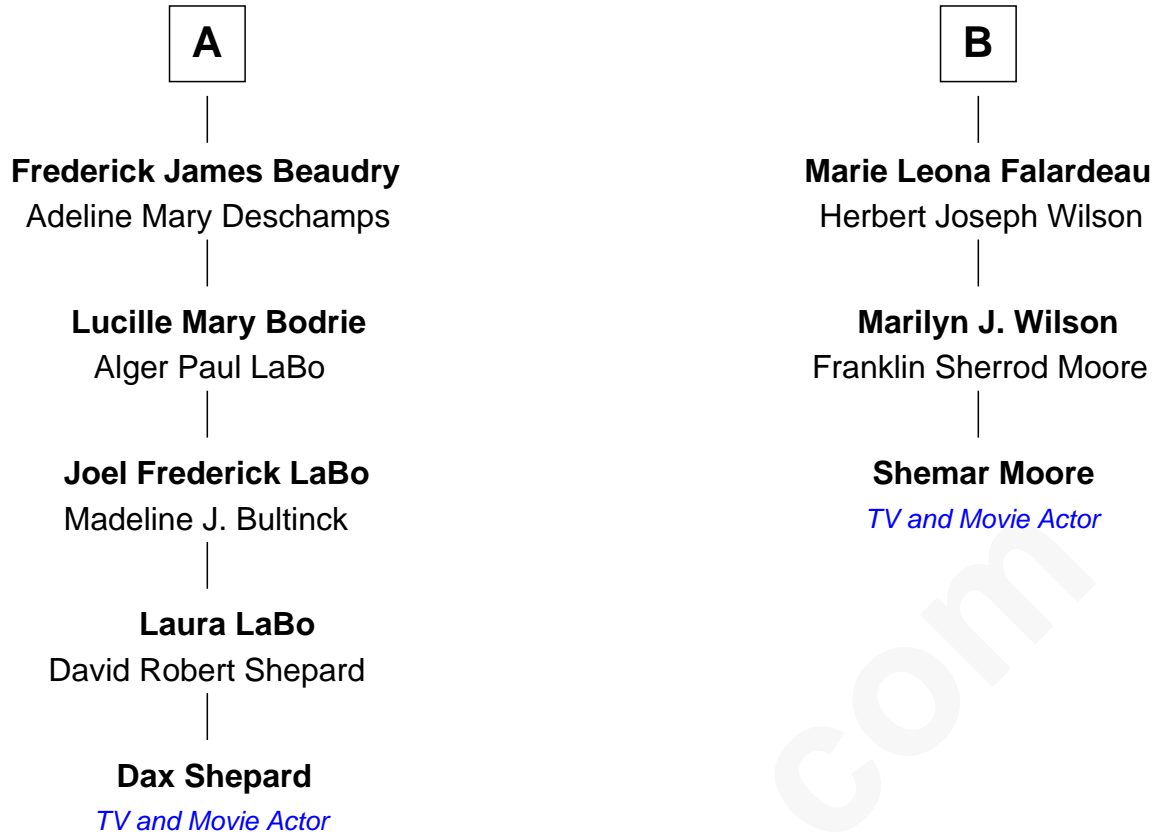 A
Frederick James Beaudry
Adeline Mary Deschamps
Lucille Mary Bodrie
Alger Paul LaBo
Joel Frederick LaBo
Madeline J. Bultinck
Laura LaBo
David Robert Shepard
Dax Shepard
TV and Movie Actor
B
Marie Leona Falardeau
Herbert Joseph Wilson
Marilyn J. Wilson
Franklin Sherrod Moore
Shemar Moore
TV and Movie Actor
com